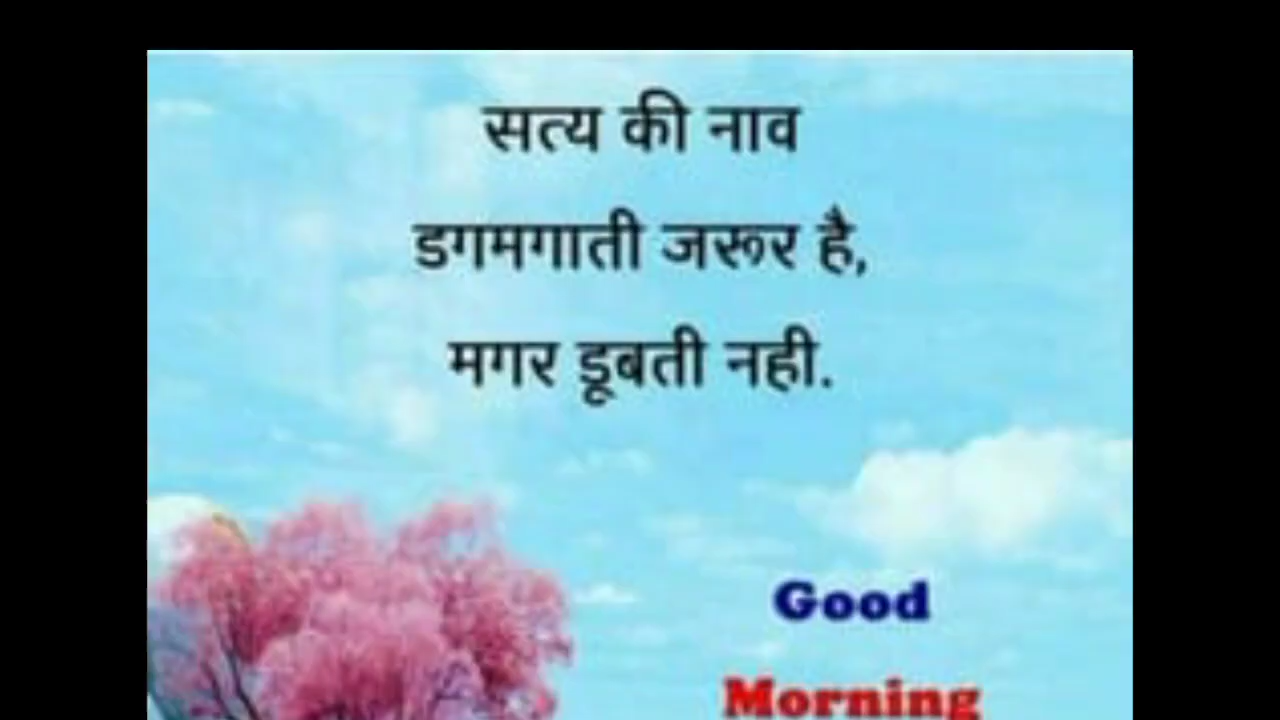 सत्य की नाव
डगमगाती जरूर है,
मगर डूबती नही.
Good
Morning